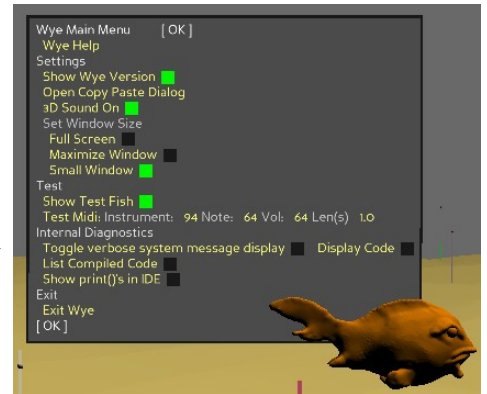 Wye Main Menu [ OK ]
Wye Help
Settings
Show Wye Version
Open Copy Paste Dialog
3D Sound On
Set Window Size
Full Screen
Maximize Window
Small Window
Test
Show Test Fish
Test Midi: Instrument: 94 Note: 64 Vol: 64 Len(s) 1.0
Internal Diagnostics
Toggle verbose system message display Display Code
List Compiled Code
Show print()'s in IDE
Exit
Exit Wye
[ OK ]